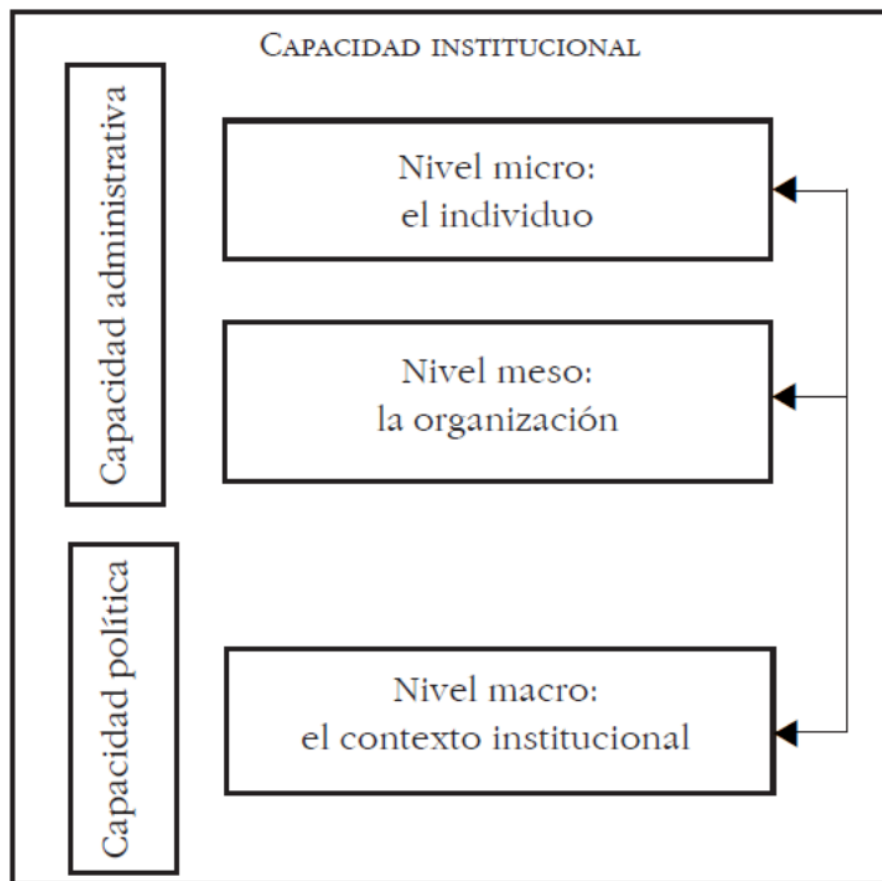 CAPACIDAD INSTITUCIONAL
Capacidad administrativa
Nivel micro:
el individuo
Nivel meso:
la organización
Capacidad política
Nivel macro:
el contexto institucional